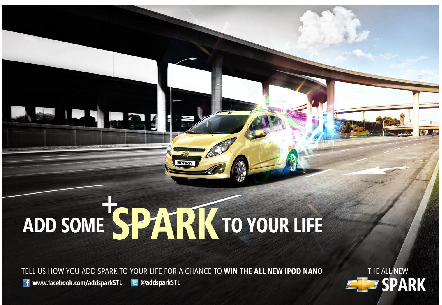 ADD SOME +SPARK TO YOUR LIFE
TELL US HOW YOU ADD SPARK TO YOUR LIFE FOR A CHANCE TO WIN THE ALL NEW IPOD NANO
www.facebook.com/addsparkSTL @addsparkSTL
THE ALL NEW
SPARK